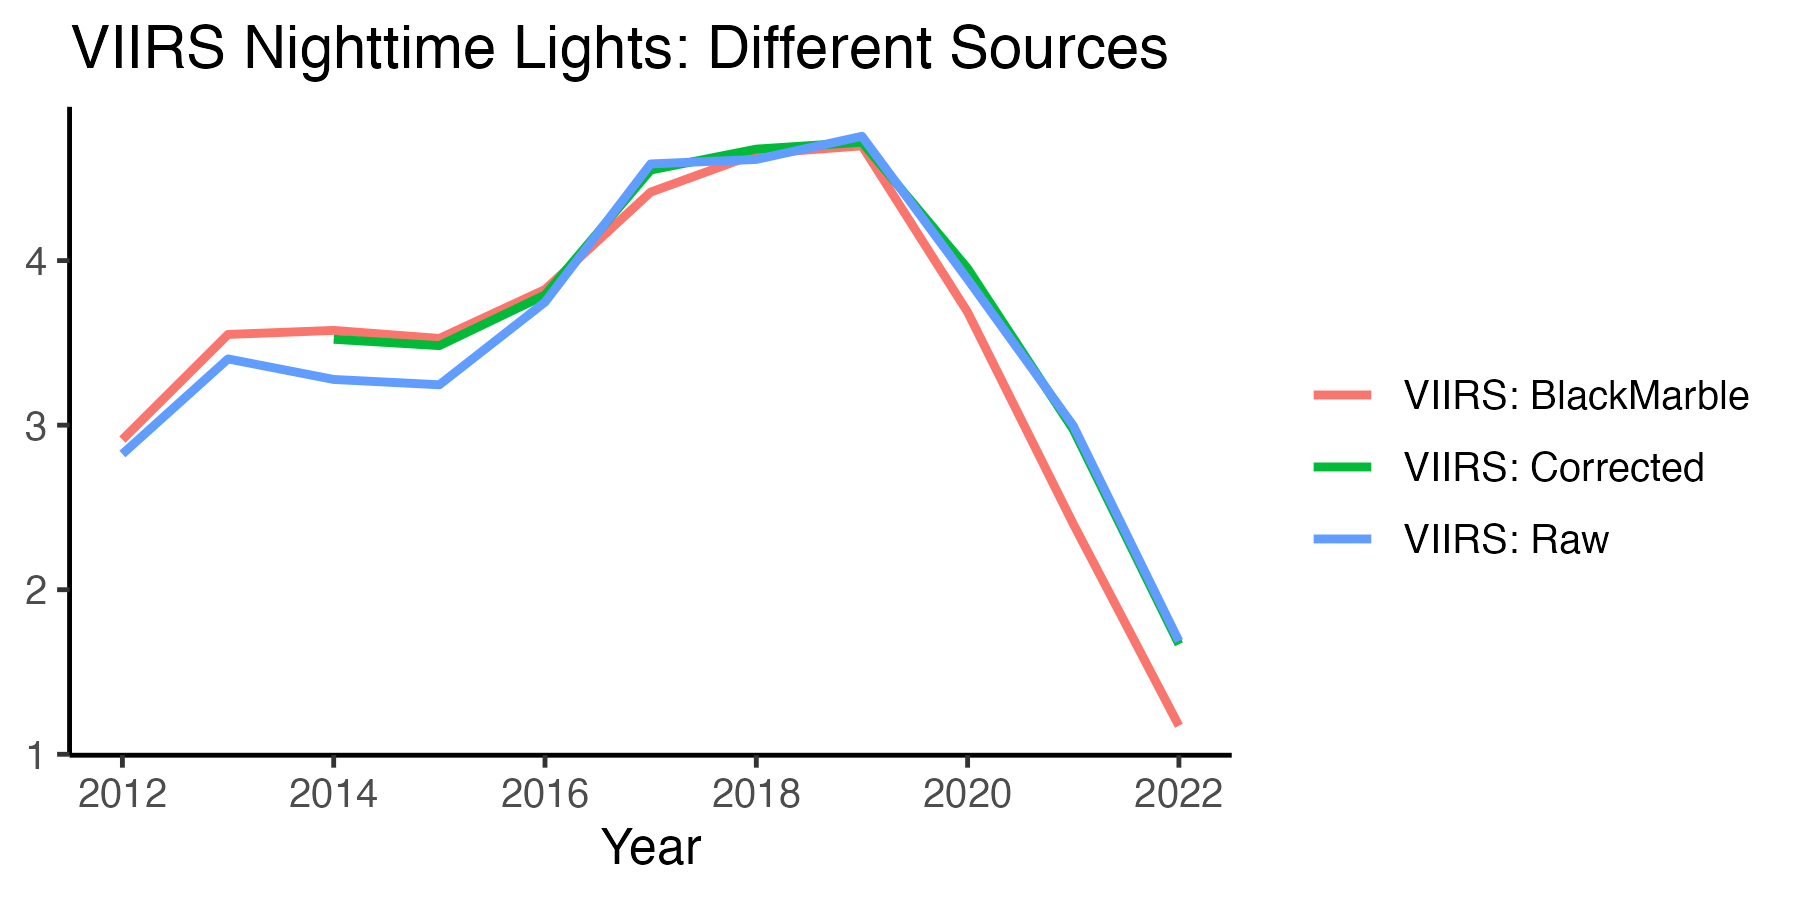 VIIRS Nighttime Lights: Different Sources
4
3
2
1
2012 2014 2016 2018 2020 2022
Year
VIIRS: BlackMarble
VIIRS: Corrected
VIIRS: Raw